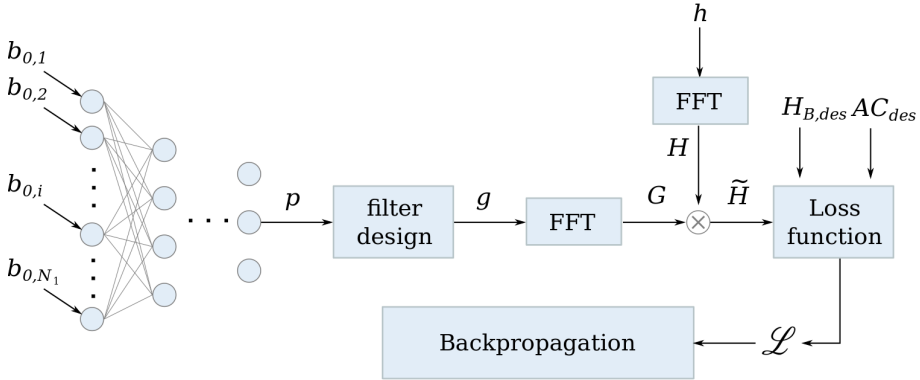 h
b0,1
b0,2
FFT
H_B,des
AC_des
H
b0,i
p
filter
design
g
FFT
G
H̃
Loss
function
b0,N1
Backpropagation
ℒ